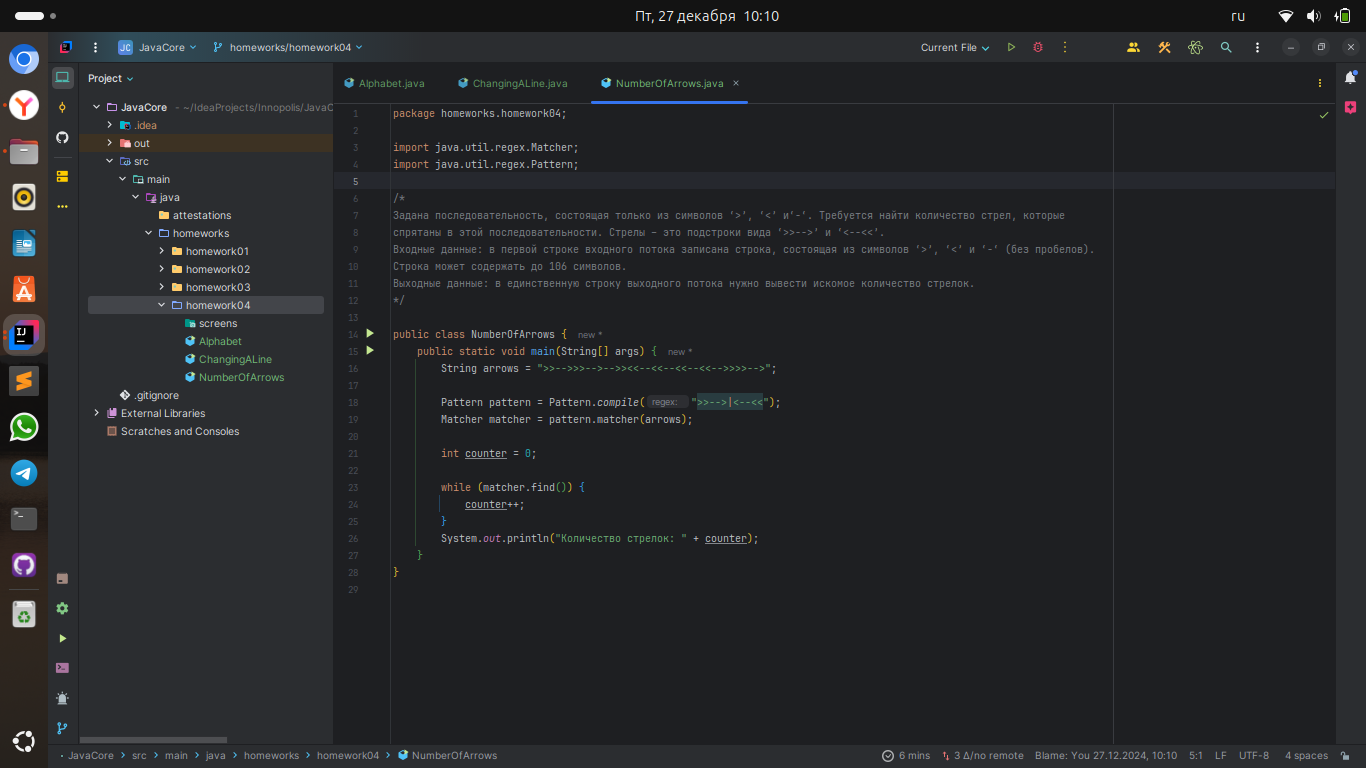 Пт, 27 декабря 10:10
ru
JC JavaCore
homeworks/homework04
Current File
Project
JavaCore - ~/IdeaProjects/Innopolis/JavaC
.idea
out
src
main
java
attestations
homeworks
homework01
homework02
homework03
homework04
screens
Alphabet
ChangingALine
NumberOfArrows
.gitignore
External Libraries
Scratches and Consoles
Alphabet.java
ChangingALine.java
NumberOfArrows.java
1 package homeworks.homework04;
2
3 import java.util.regex.Matcher;
4 import java.util.regex.Pattern;
5
6 /*
7 Задана последовательность, состоящая только из символов ‘>’, ‘<’ и‘-‘. Требуется найти количество стрел, которые
8 спрятаны в этой последовательности. Стрелы – это подстроки вида ‘>>-->’ и ‘<--<<’.
9 Входные данные: в первой строке входного потока записана строка, состоящая из символов ‘>’, ‘<’ и ‘-‘ (без пробелов).
10 Строка может содержать до 106 символов.
11 Выходные данные: в единственную строку выходного потока нужно вывести искомое количество стрелок.
12 */
13
14 public class NumberOfArrows { new *
15 public static void main(String[] args) { new *
16 String arrows = ">>-->>>-->-->><<--<<--<<--<<--<<-->>>>-->";
17
18 Pattern pattern = Pattern.compile( regex: ">>-->|<--<<");
19 Matcher matcher = pattern.matcher(arrows);
20
21 int counter = 0;
22
23 while (matcher.find()) {
24 counter++;
25 }
26 System.out.println("Количество стрелок: " + counter);
27 }
28 }
29
JavaCore > src > main > java > homeworks > homework04 > NumberOfArrows
6 mins
3 Δ/no remote
Blame: You 27.12.2024, 10:10
5:1
LF
UTF-8
4 spaces